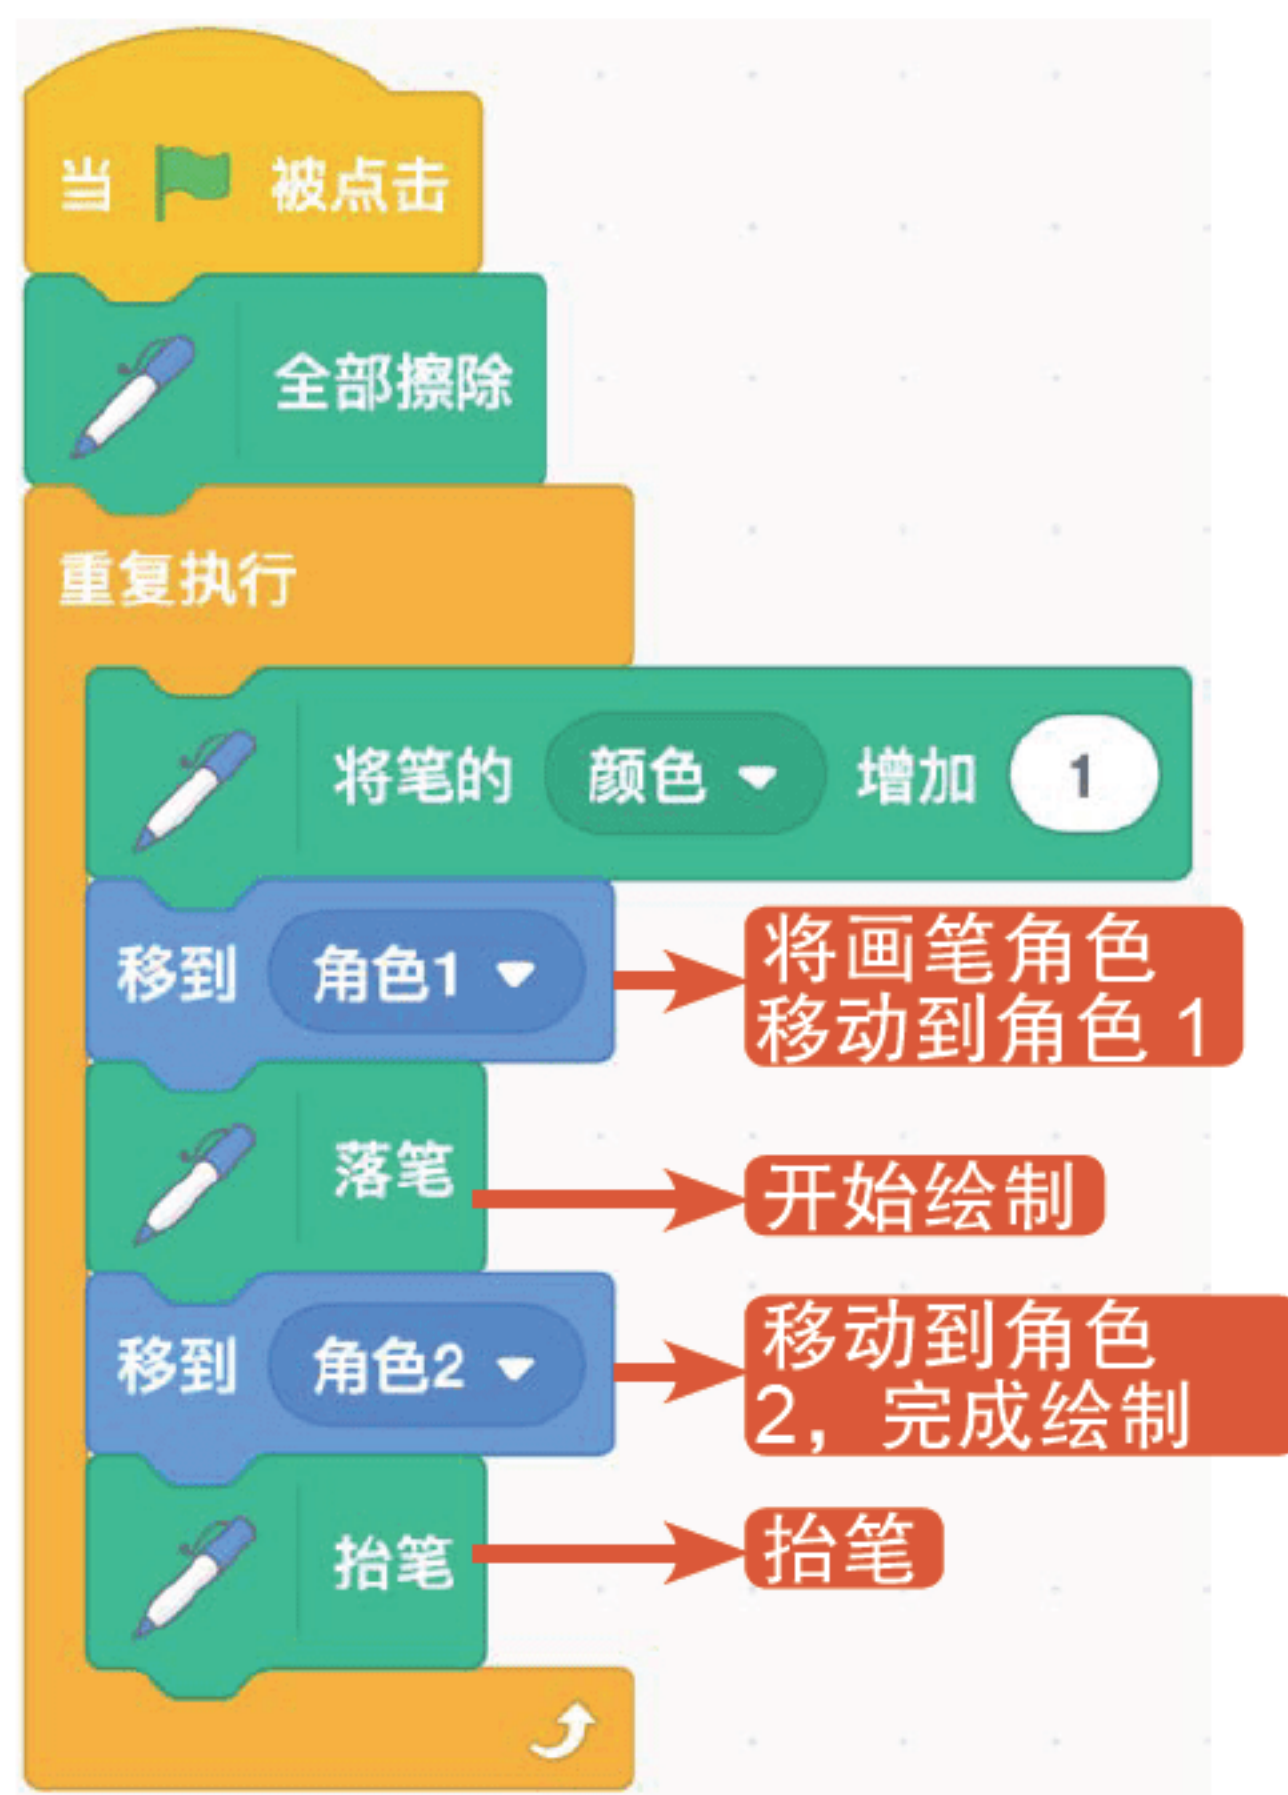 当 被点击
全部擦除
重复执行
将笔的 颜色 增加 1
移到 角色1
将画笔角色
移动到角色 1
落笔
开始绘制
移到 角色2
移动到角色
2，完成绘制
抬笔
抬笔